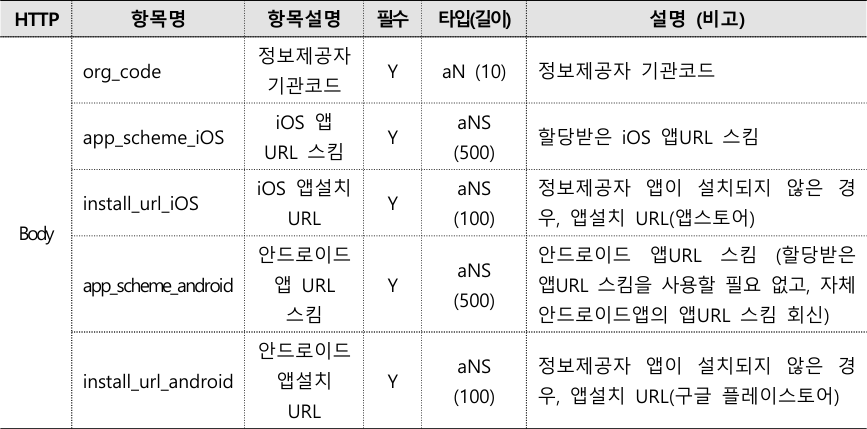 HTTP 항목명 항목설명 필수 타입(길이) 설명 (비고)
Body
org_code
정보제공자
기관코드
Y
aN (10)
정보제공자 기관코드
app_scheme_iOS
iOS 앱
URL 스킴
Y
aNS
(500)
할당받은 iOS 앱URL 스킴
install_url_iOS
iOS 앱설치
URL
Y
aNS
(100)
정보제공자 앱이 설치되지 않은 경
우, 앱설치 URL(앱스토어)
app_scheme_android
안드로이드
앱 URL
스킴
Y
aNS
(500)
안드로이드 앱URL 스킴 (할당받은
앱URL 스킴을 사용할 필요 없고, 자체
안드로이드앱의 앱URL 스킴 회신)
install_url_android
안드로이드
앱설치
URL
Y
aNS
(100)
정보제공자 앱이 설치되지 않은 경
우, 앱설치 URL(구글 플레이스토어)